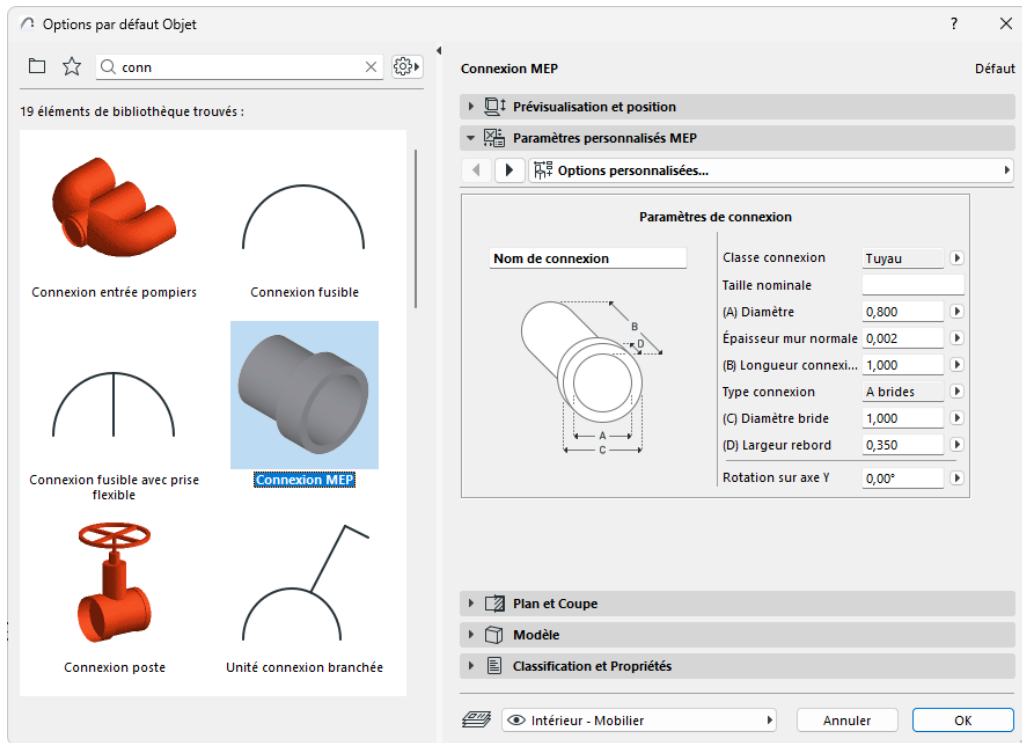 Options par défaut Objet
?
conn
19 éléments de bibliothèque trouvés :
Connexion entrée pompiers
Connexion fusible
Connexion fusible avec prise
flexible
Connexion MEP
Connexion poste
Unité connexion branchée
Connexion MEP
Défaut
Prévisualisation et position
Paramètres personnalisés MEP
Options personnalisées...
Paramètres de connexion
Nom de connexion
B
D
A
C
Classe connexion Tuyau
Taille nominale
(A) Diamètre 0,800
Épaisseur mur normale 0,002
(B) Longueur connexi... 1,000
Type connexion A brides
(C) Diamètre bride 1,000
(D) Largeur rebord 0,350
Rotation sur axe Y 0,00°
Plan et Coupe
Modèle
Classification et Propriétés
Intérieur - Mobilier
Annuler
OK